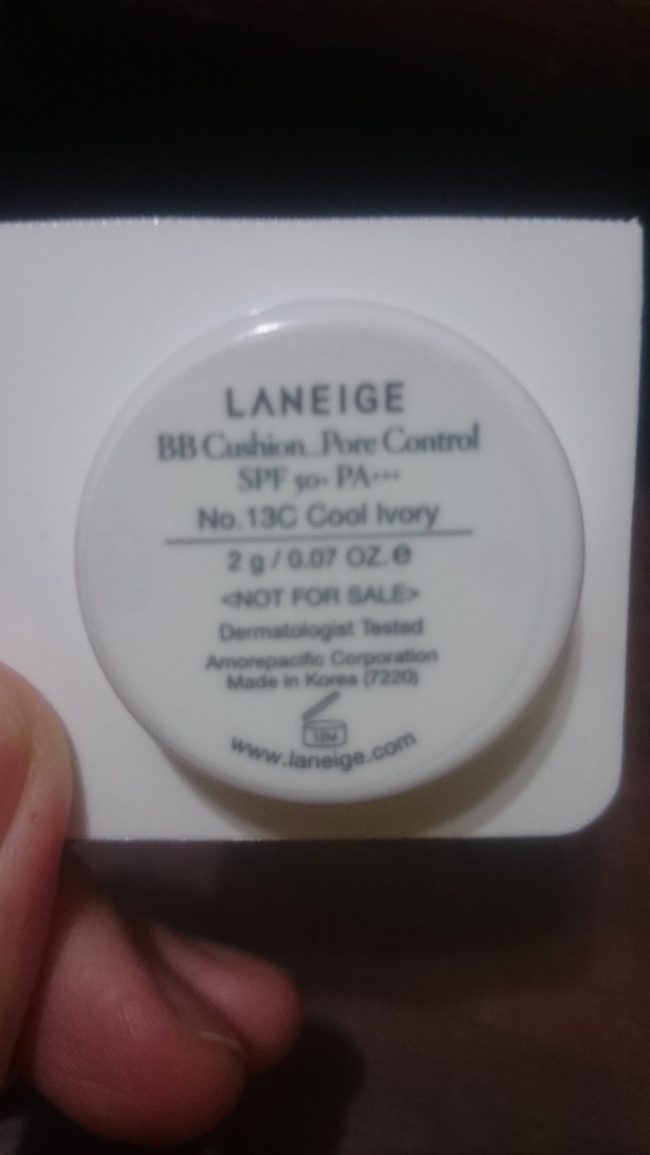 LANEIGE
BB Cushion_Pore Control
SPF 50+ PA+++
No.13C Cool Ivory
2 g / 0.07 OZ. ℮
<NOT FOR SALE>
Dermatologist Tested
Amorepacific Corporation
Made in Korea (7220)
12M
www.laneige.com